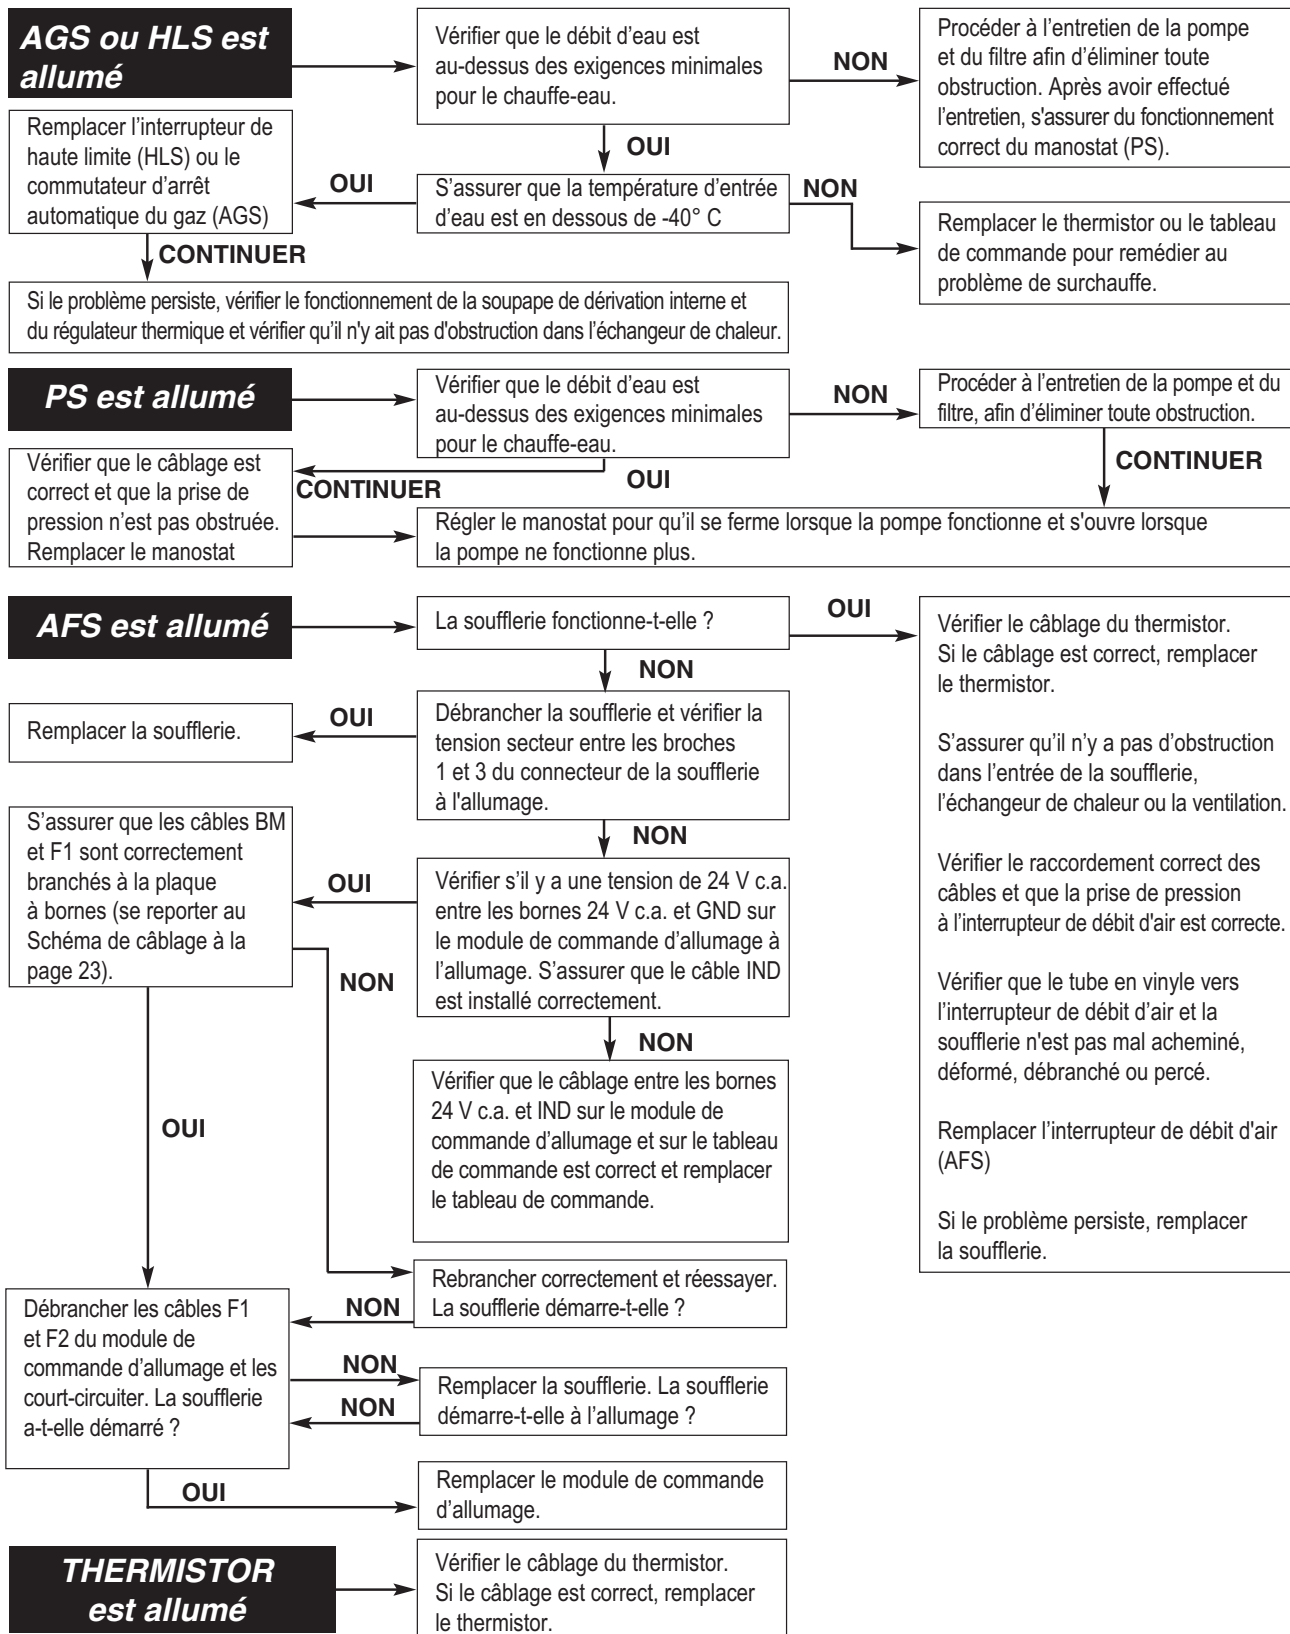 AGS ou HLS est
allumé
Vérifier que le débit d’eau est
au-dessus des exigences minimales
pour le chauffe-eau.
NON
Procéder à l’entretien de la pompe
et du filtre afin d’éliminer toute
obstruction. Après avoir effectué
l’entretien, s'assurer du fonctionnement
correct du manostat (PS).
OUI
Remplacer l’interrupteur de
haute limite (HLS) ou le
commutateur d’arrêt
automatique du gaz (AGS)
OUI
S’assurer que la température d’entrée
d’eau est en dessous de -40° C
NON
Remplacer le thermistor ou le tableau
de commande pour remédier au
problème de surchauffe.
CONTINUER
Si le problème persiste, vérifier le fonctionnement de la soupape de dérivation interne et
du régulateur thermique et vérifier qu’il n'y ait pas d'obstruction dans l’échangeur de chaleur.
PS est allumé
Vérifier que le débit d’eau est
au-dessus des exigences minimales
pour le chauffe-eau.
NON
Procéder à l’entretien de la pompe et du
filtre, afin d’éliminer toute obstruction.
CONTINUER
OUI
CONTINUER
Vérifier que le câblage est
correct et que la prise de
pression n’est pas obstruée.
Remplacer le manostat
Régler le manostat pour qu’il se ferme lorsque la pompe fonctionne et s'ouvre lorsque
la pompe ne fonctionne plus.
AFS est allumé
La soufflerie fonctionne-t-elle ?
OUI
Vérifier le câblage du thermistor.
Si le câblage est correct, remplacer
le thermistor.
S’assurer qu’il n’y a pas d’obstruction
dans l’entrée de la soufflerie,
l’échangeur de chaleur ou la ventilation.
Vérifier le raccordement correct des
câbles et que la prise de pression
à l’interrupteur de débit d'air est correcte.
Vérifier que le tube en vinyle vers
l’interrupteur de débit d’air et la
soufflerie n'est pas mal acheminé,
déformé, débranché ou percé.
Remplacer l’interrupteur de débit d'air
(AFS)
Si le problème persiste, remplacer
la soufflerie.
NON
Remplacer la soufflerie.
OUI
Débrancher la soufflerie et vérifier la
tension secteur entre les broches
1 et 3 du connecteur de la soufflerie
à l'allumage.
NON
S’assurer que les câbles BM
et F1 sont correctement
branchés à la plaque
à bornes (se reporter au
Schéma de câblage à la
page 23).
OUI
Vérifier s’il y a une tension de 24 V c.a.
entre les bornes 24 V c.a. et GND sur
le module de commande d’allumage à
l’allumage. S’assurer que le câble IND
est installé correctement.
NON
NON
Vérifier que le câblage entre les bornes
24 V c.a. et IND sur le module de
commande d’allumage et sur le tableau
de commande est correct et remplacer
le tableau de commande.
OUI
Rebrancher correctement et réessayer.
La soufflerie démarre-t-elle ?
NON
Débrancher les câbles F1
et F2 du module de
commande d’allumage et les
court-circuiter. La soufflerie
a-t-elle démarré ?
NON
NON
Remplacer la soufflerie. La soufflerie
démarre-t-elle à l’allumage ?
OUI
Remplacer le module de commande
d’allumage.
THERMISTOR
est allumé
Vérifier le câblage du thermistor.
Si le câblage est correct, remplacer
le thermistor.